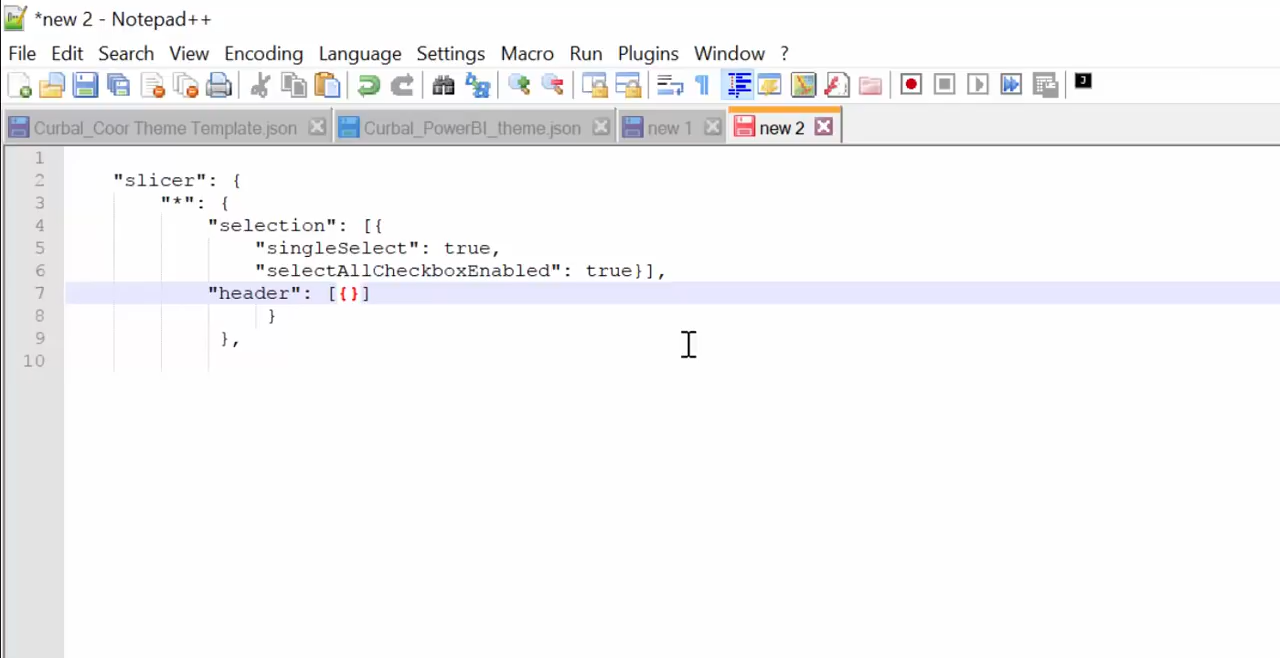 *new 2 - Notepad++
File Edit Search View Encoding Language Settings Macro Run Plugins Window ?
Curbal_Coor Theme Template.json Curbal_PowerBI_theme.json new 1 new 2
1
2 "slicer": {
3 "*": {
4 "selection": [{
5 "singleSelect": true,
6 "selectAllCheckboxEnabled": true}],
7 "header": [{}]
8 }
9 },
10